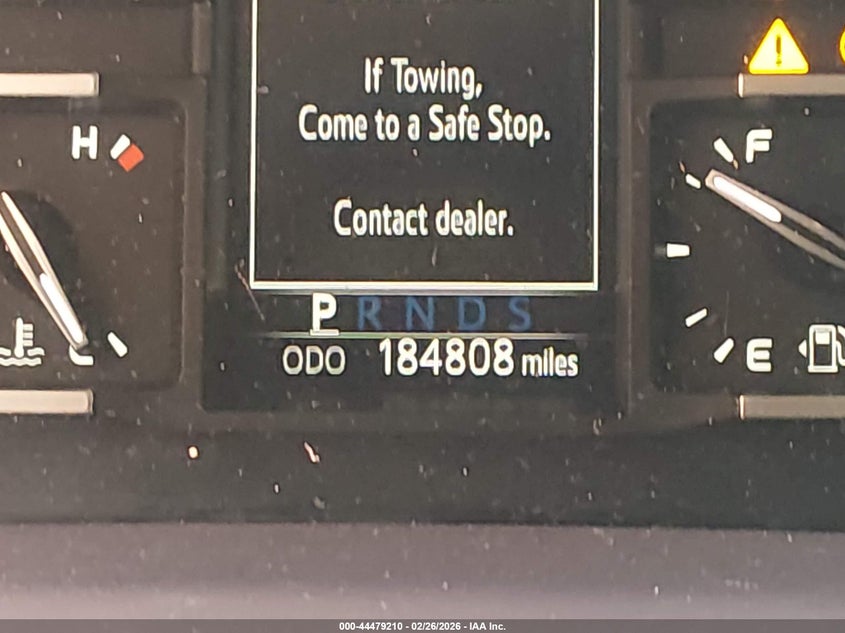 If Towing,
Come to a Safe Stop.
Contact dealer.
H
F
P R N D S
E
ODO 184808 miles
000-44479210 - 02/26/2026 - IAA Inc.